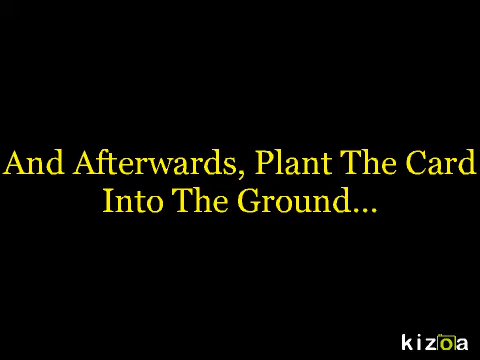 And Afterwards, Plant The Card
Into The Ground...
kizoa